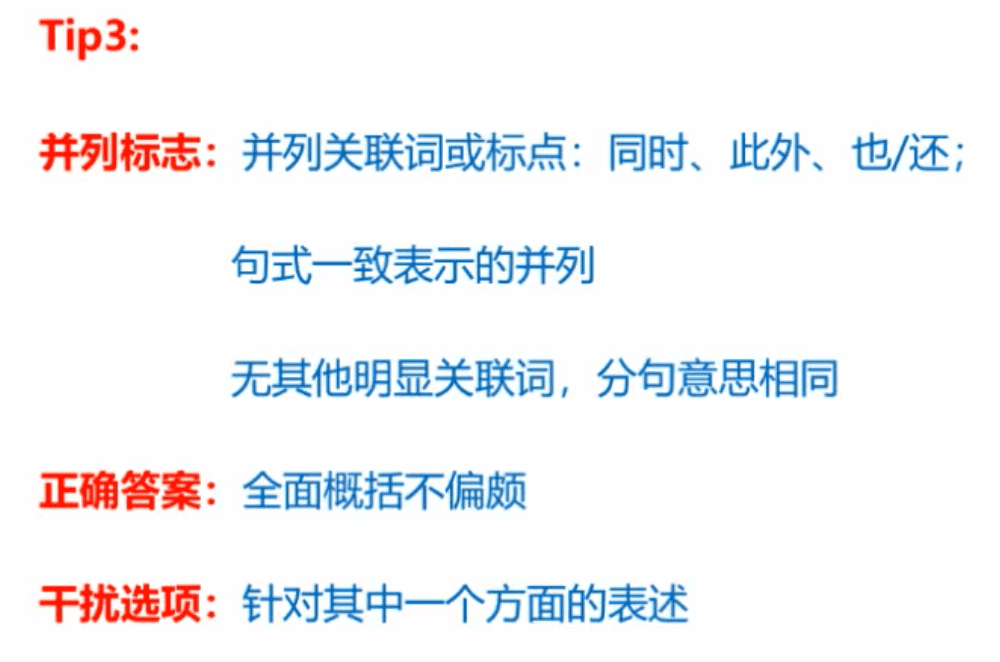 Tip3:
并列标志：并列关联词或标点：同时、此外、也/还；
句式一致表示的并列
无其他明显关联词，分句意思相同
正确答案：全面概括不偏颇
干扰选项：针对其中一个方面的表述